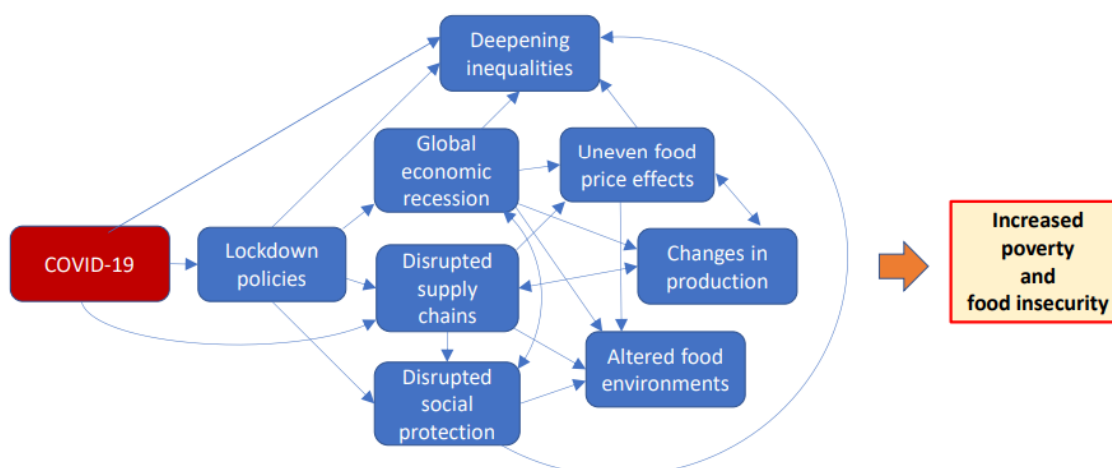 Deepening
inequalities
Global
economic
recession
Uneven food
price effects
COVID-19
Lockdown
policies
Disrupted
supply
chains
Changes in
production
Disrupted
social
protection
Altered food
environments
Increased
poverty
and
food insecurity